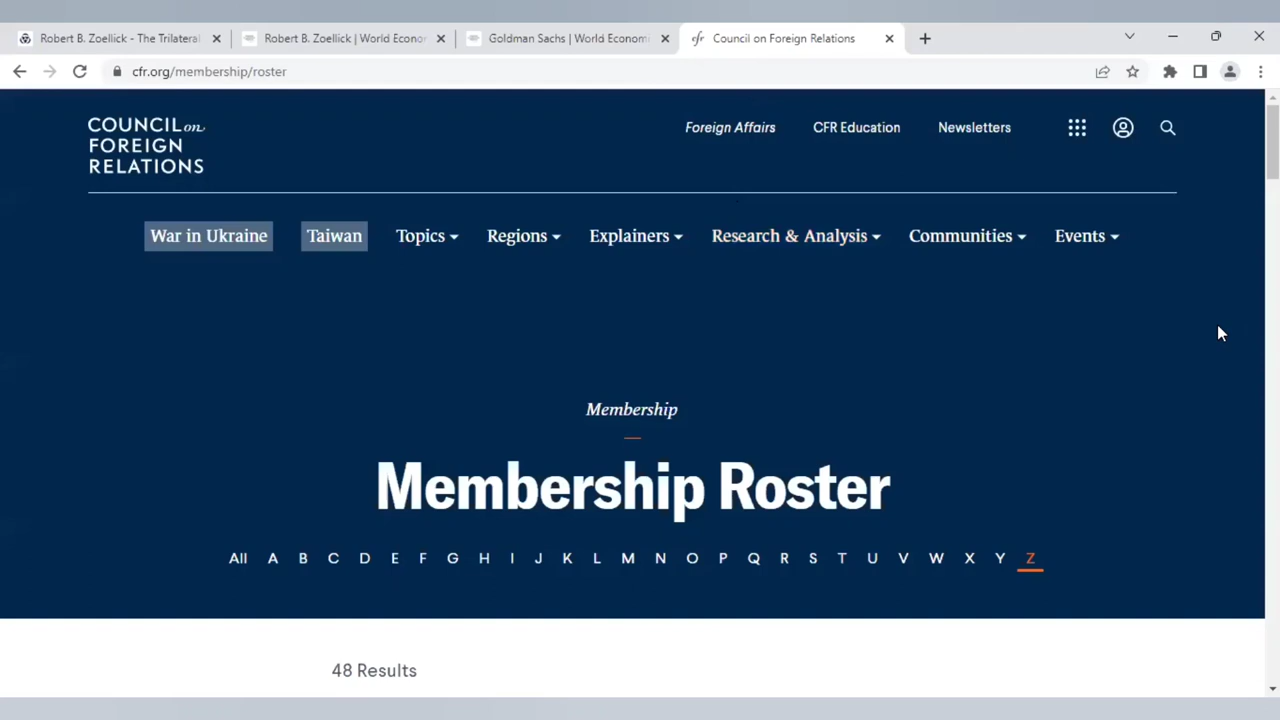 Robert B. Zoellick - The Trilateral
Robert B. Zoellick | World Econo
Goldman Sachs | World Econom
cfr Council on Foreign Relations
cfr.org/membership/roster
COUNCIL on
FOREIGN
RELATIONS
Foreign Affairs CFR Education Newsletters
War in Ukraine Taiwan Topics Regions Explainers Research & Analysis Communities Events
Membership
Membership Roster
All A B C D E F G H I J K L M N O P Q R S T U V W X Y Z
48 Results